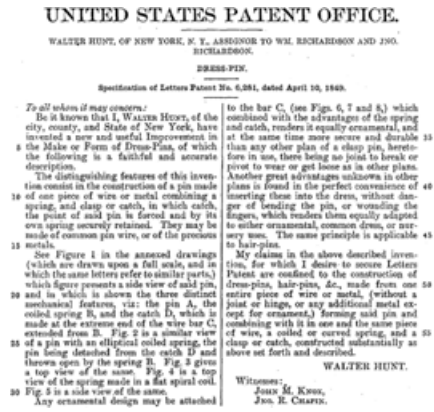 UNITED STATES PATENT OFFICE.
WALTER HUNT, OF NEW YORK, N. Y., ASSIGNOR TO WM. RICHARDSON AND JNO.
RICHARDSON.
DRESS-PIN.
Specification of Letters Patent No. 6,281, dated April 10, 1849.
To all whom it may concern:
Be it known that I, WALTER HUNT, of the
city, county, and State of New York, have
invented a new and useful Improvement in
5 the Make or Form of Dress-Pins, of which
the following is a faithful and accurate
description.
The distinguishing features of this inven-
tion consist in the construction of a pin made
10 of one piece of wire or metal combining a
spring, and clasp or catch, in which catch,
the point of said pin is forced and by its
own spring securely retained. They may be
made of common pin wire, or of the precious
15 metals.
See Figure 1 in the annexed drawings
(which are drawn upon a full scale, and in
which the same letters refer to similar parts,)
which figure presents a side view of said pin,
20 and in which is shown the three distinct
mechanical features, viz: the pin A, the
coiled spring B, and the catch D, which is
made at the extreme end of the wire bar C,
extended from B. Fig. 2 is a similar view
25 of a pin with an elliptical coiled spring, the
pin being detached from the catch D and
thrown open by the spring B. Fig. 3 gives
a top view of the same. Fig. 4 is a top
view of the spring made in a flat spiral coil.
30 Fig. 5 is a side view of the same.
Any ornamental design may be attached
to the bar C, (see Figs. 6, 7 and 8,) which
combined with the advantages of the spring
and catch, renders it equally ornamental, and
at the same time more secure and durable 35
than any other plan of a clasp pin, hereto-
fore in use, there being no joint to break or
pivot to wear or get loose as in other plans.
Another great advantages unknown in other
plans is found in the perfect convenience of 40
inserting these into the dress, without dan-
ger of bending the pin, or wounding the
fingers, which renders them equally adapted
to either ornamental, common dress, or nur-
sery uses. The same principle is applicable 45
to hair-pins.
My claims in the above described inven-
tion, for which I desire to secure Letters
Patent are confined to the construction of
dress-pins, hair-pins, &c., made from one 50
entire piece of wire or metal, (without a
joint or hinge, or any additional metal ex-
cept for ornament,) forming said pin and
combining with it in one and the same piece
of wire, a coiled or curved spring, and a 55
clasp or catch, constructed substantially as
above set forth and described.
WALTER HUNT.
Witnesses:
JOHN M. KNOX,
JNO. R. CHAPIN.